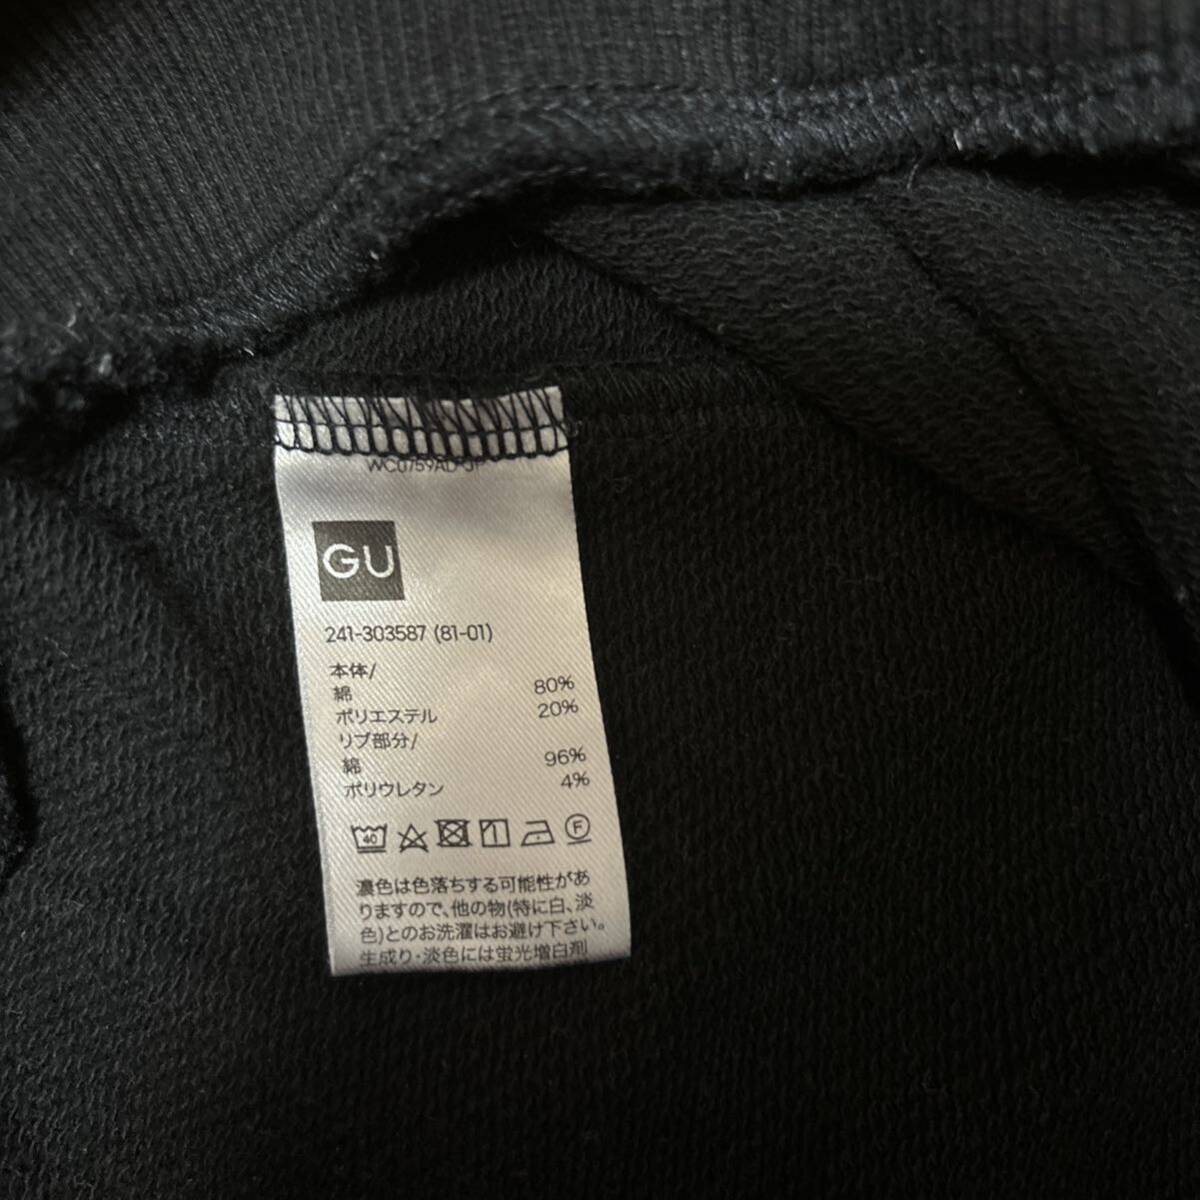 WC0759AD-JP
GU
241-303587 (81-01)
本体/
綿 80%
ポリエステル 20%
リブ部分/
綿 96%
ポリウレタン 4%
40 F
濃色は色落ちする可能性があ
りますので、他の物(特に白、淡
色)とのお洗濯はお避け下さい。
生成り・淡色には蛍光増白剤